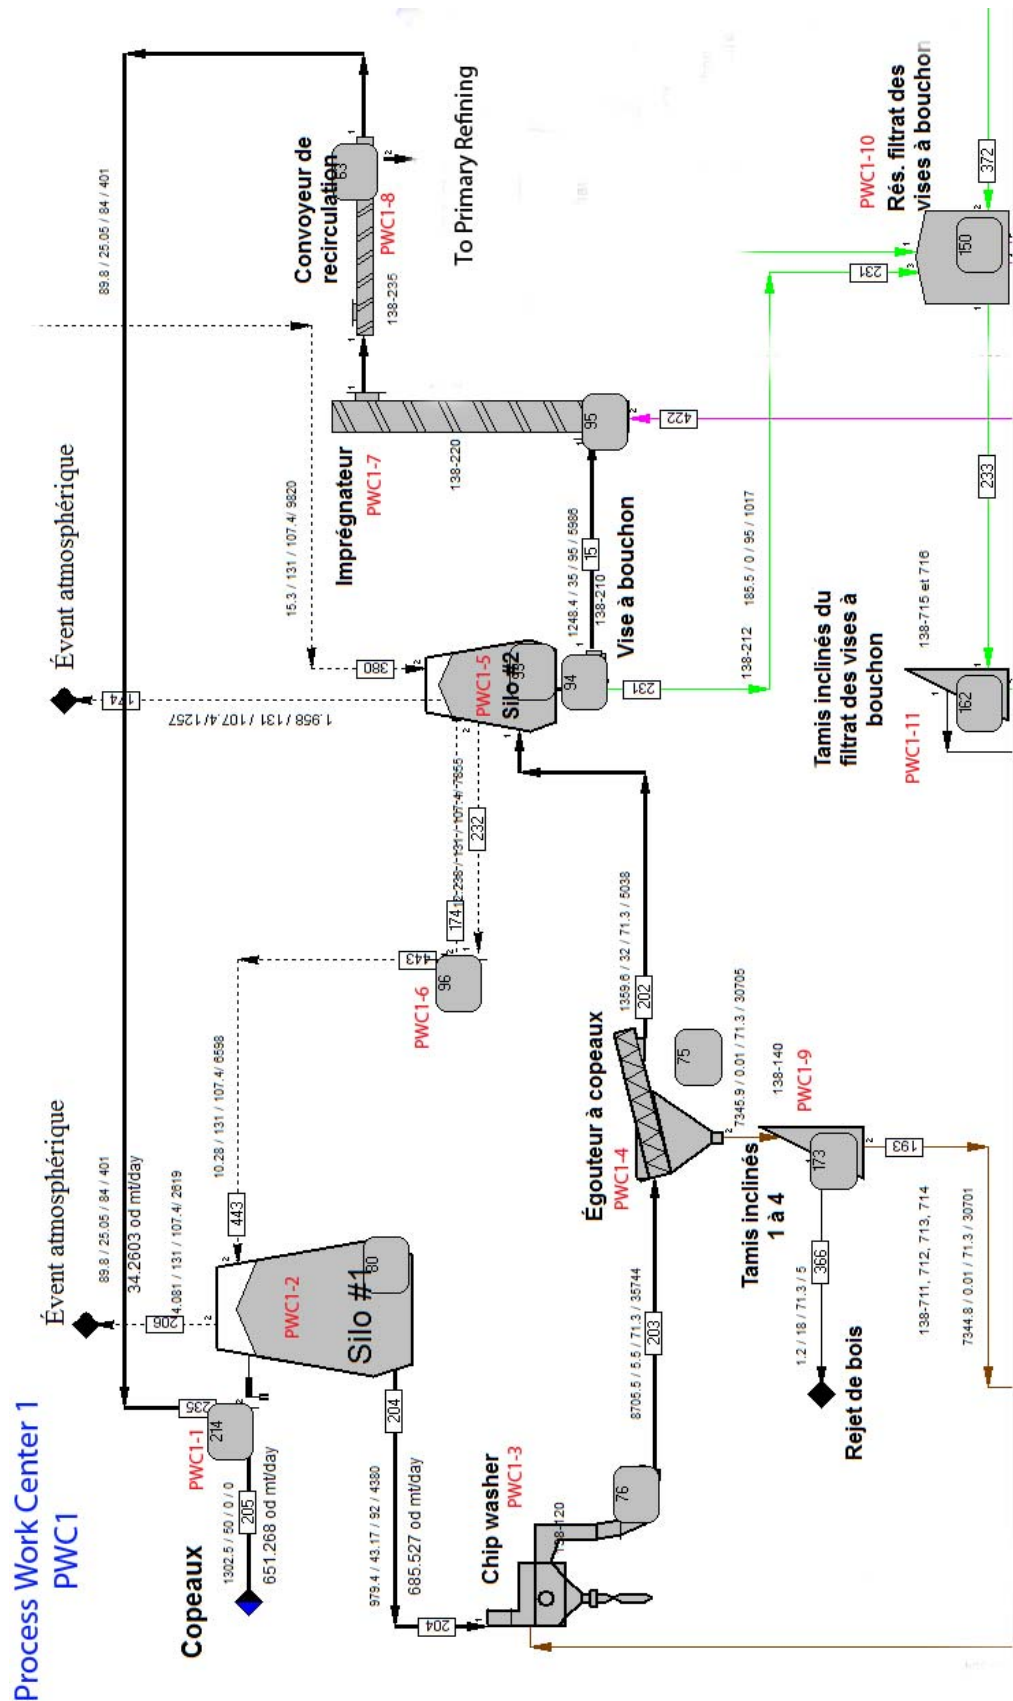 Process Work Center 1
PWC1
Copeaux
1302.5 / 50 / 0 / 0
205
651.268 od mt/day
PWC1-1
214
235
89.8 / 25.05 / 84 / 401
34.2603 od mt/day
Évent atmosphérique
206
4.081 / 131 / 107.4 / 2619
PWC1-2
Silo #1
80
443
10.28 / 131 / 107.4 / 6598
443
PWC1-6
96
174
12.238 / 131 / 107.4 / 7855
232
204
979.4 / 43.17 / 92 / 4380
685.527 od mt/day
204
Chip washer
PWC1-3
138-120
76
8705.5 / 5.5 / 71.3 / 35744
203
Égouteur à copeaux
PWC1-4
75
1359.6 / 32 / 71.3 / 5038
202
7345.9 / 0.01 / 71.3 / 30705
138-140
PWC1-9
Tamis inclinés
1 à 4
173
193
366
1.2 / 18 / 71.3 / 5
Rejet de bois
138-711, 712, 713, 714
7344.8 / 0.01 / 71.3 / 30701
Évent atmosphérique
174
1.958 / 131 / 107.4 / 1257
15.3 / 131 / 107.4 / 9820
380
PWC1-5
Silo #2
94
1248.4 / 35 / 95 / 5986
15
138-210
Vise à bouchon
231
138-212
185.5 / 0 / 95 / 1017
231
Imprégnateur
PWC1-7
138-220
95
422
89.8 / 25.05 / 84 / 401
Convoyeur de
recirculation
63
PWC1-8
138-235
To Primary Refining
PWC1-10
Rés. filtrat des
vises à bouchon
150
372
233
Tamis inclinés du
filtrat des vises à
bouchon
138-715 et 716
PWC1-11
162